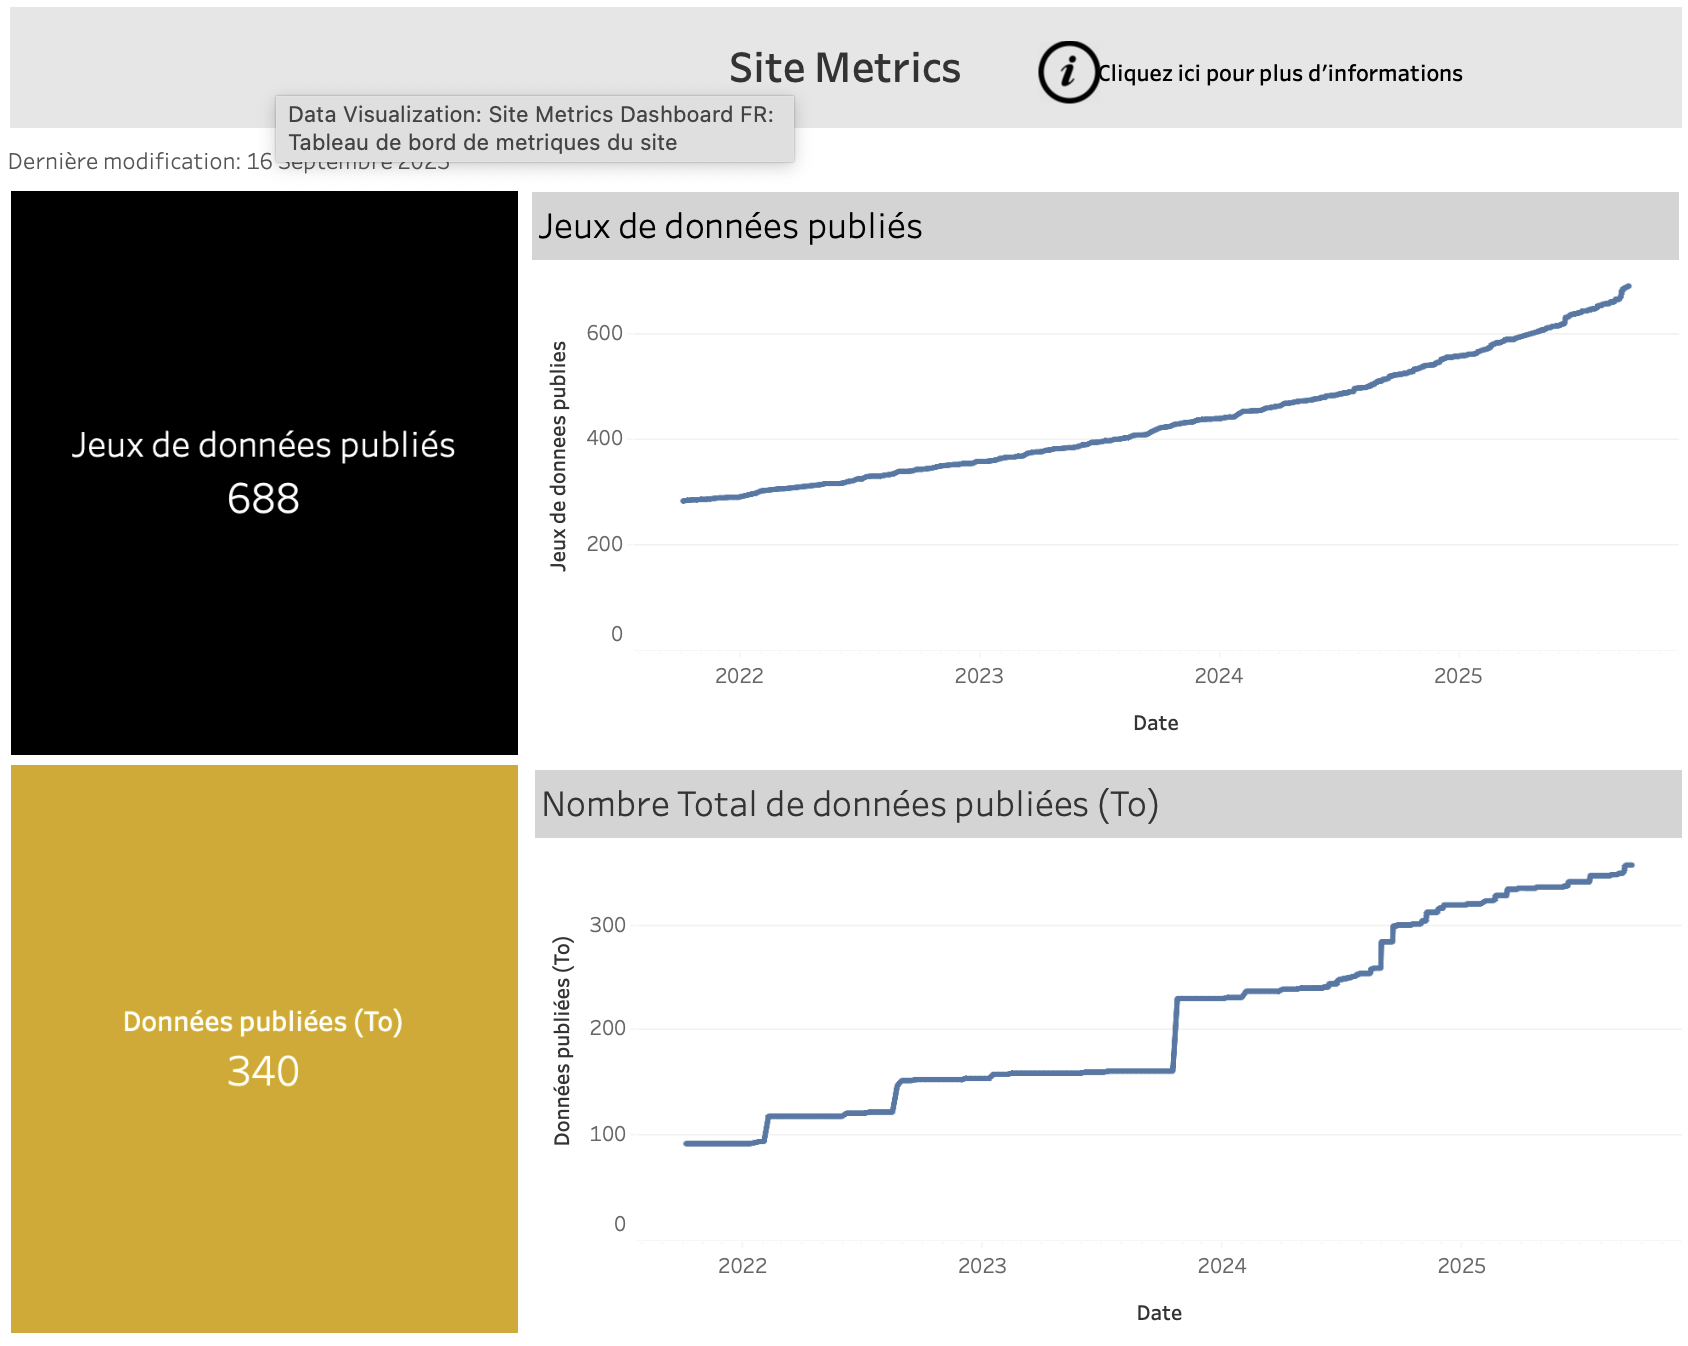 Site Metrics
Cliquez ici pour plus d’informations
Data Visualization: Site Metrics Dashboard FR:
Tableau de bord de metriques du site
Dernière modification: 16 Septembre 2025
Jeux de données publiés
688
Jeux de données publiés
Jeux de donnees publies
600
400
200
0
2022
2023
2024
2025
Date
Données publiées (To)
340
Nombre Total de données publiées (To)
Données publiées (To)
300
200
100
0
2022
2023
2024
2025
Date